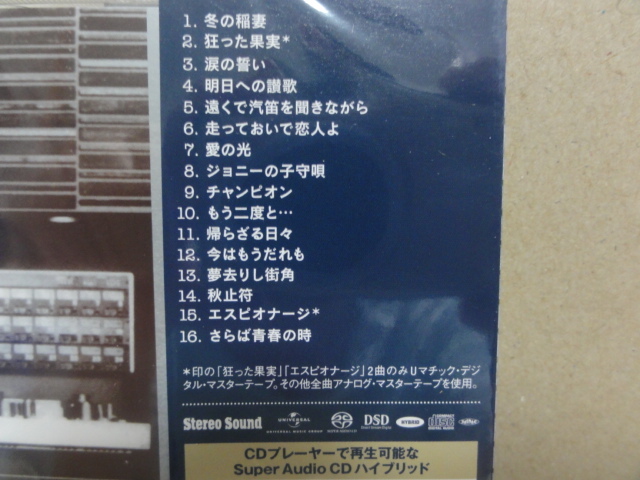 1. 冬の稲妻
2. 狂った果実*
3. 涙の誓い
4. 明日への讃歌
5. 遠くで汽笛を聞きながら
6. 走っておいで恋人よ
7. 愛の光
8. ジョニーの子守唄
9. チャンピオン
10. もう二度と…
11. 帰らざる日々
12. 今はもうだれも
13. 夢去りし街角
14. 秋止符
15. エスピオナージ*
16. さらば青春の時
*印の「狂った果実」「エスピオナージ」2曲のみUマチック・デジ
タル・マスターテープ。その他全曲アナログ・マスターテープを使用。
Stereo Sound UNIVERSAL DSD HYBRID
CDプレーヤーで再生可能な
Super Audio CD ハイブリッド